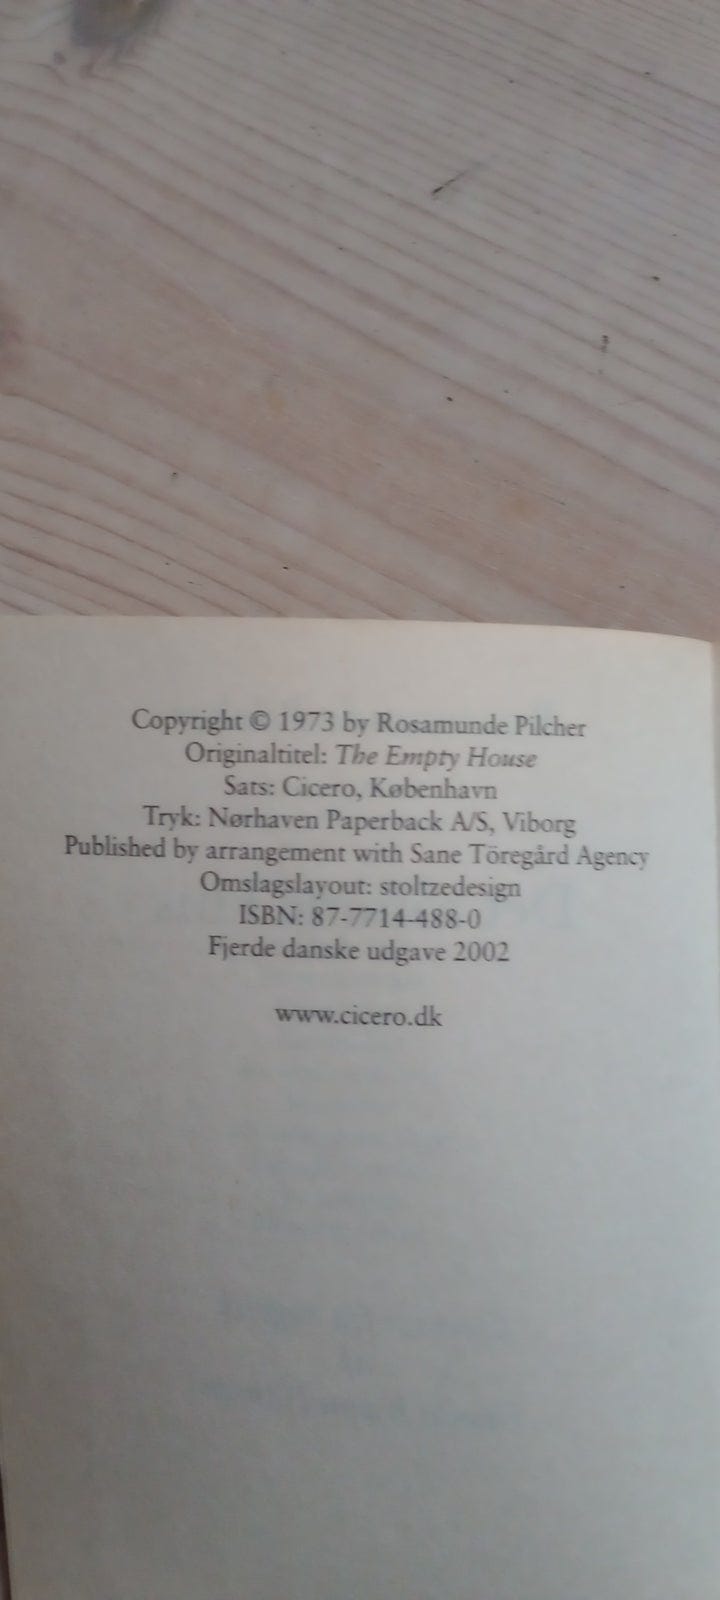 Copyright © 1973 by Rosamunde Pilcher
Originaltitel: The Empty House
Sats: Cicero, København
Tryk: Nørhaven Paperback A/S, Viborg
Published by arrangement with Sane Töregård Agency
Omslagslayout: stoltzedesign
ISBN: 87-7714-488-0
Fjerde danske udgave 2002
www.cicero.dk